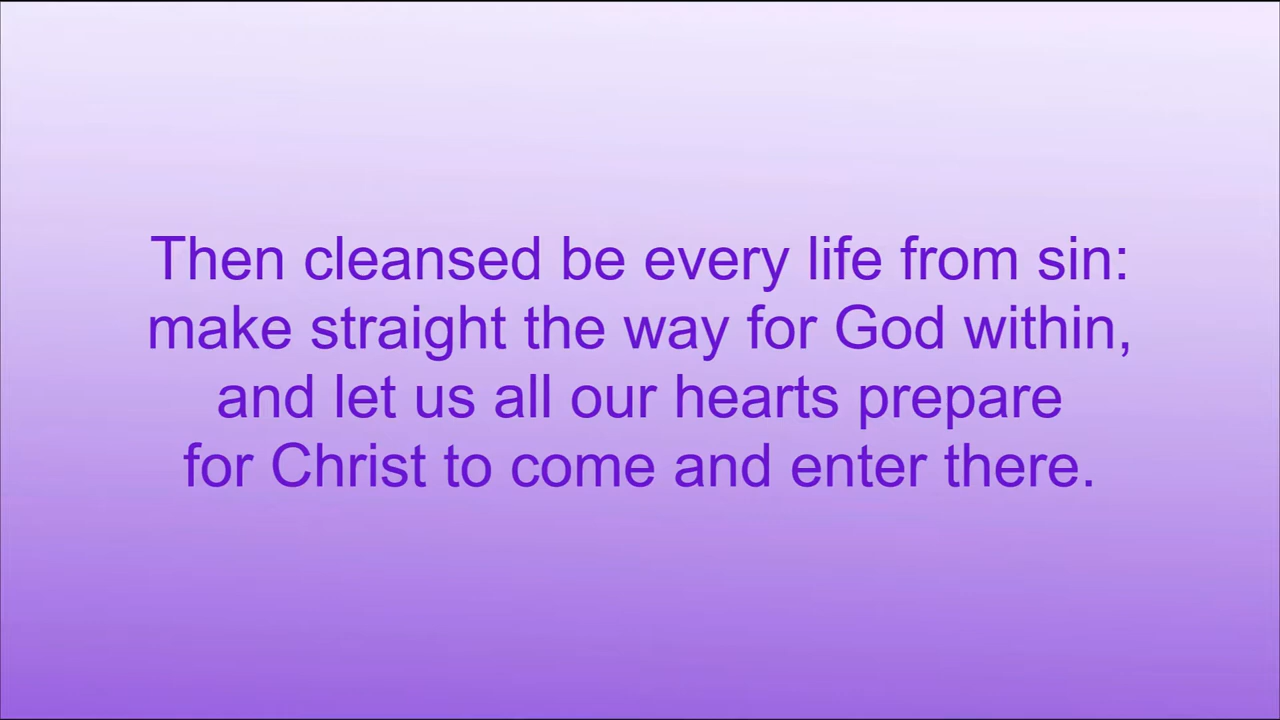 Then cleansed be every life from sin:
make straight the way for God within,
and let us all our hearts prepare
for Christ to come and enter there.